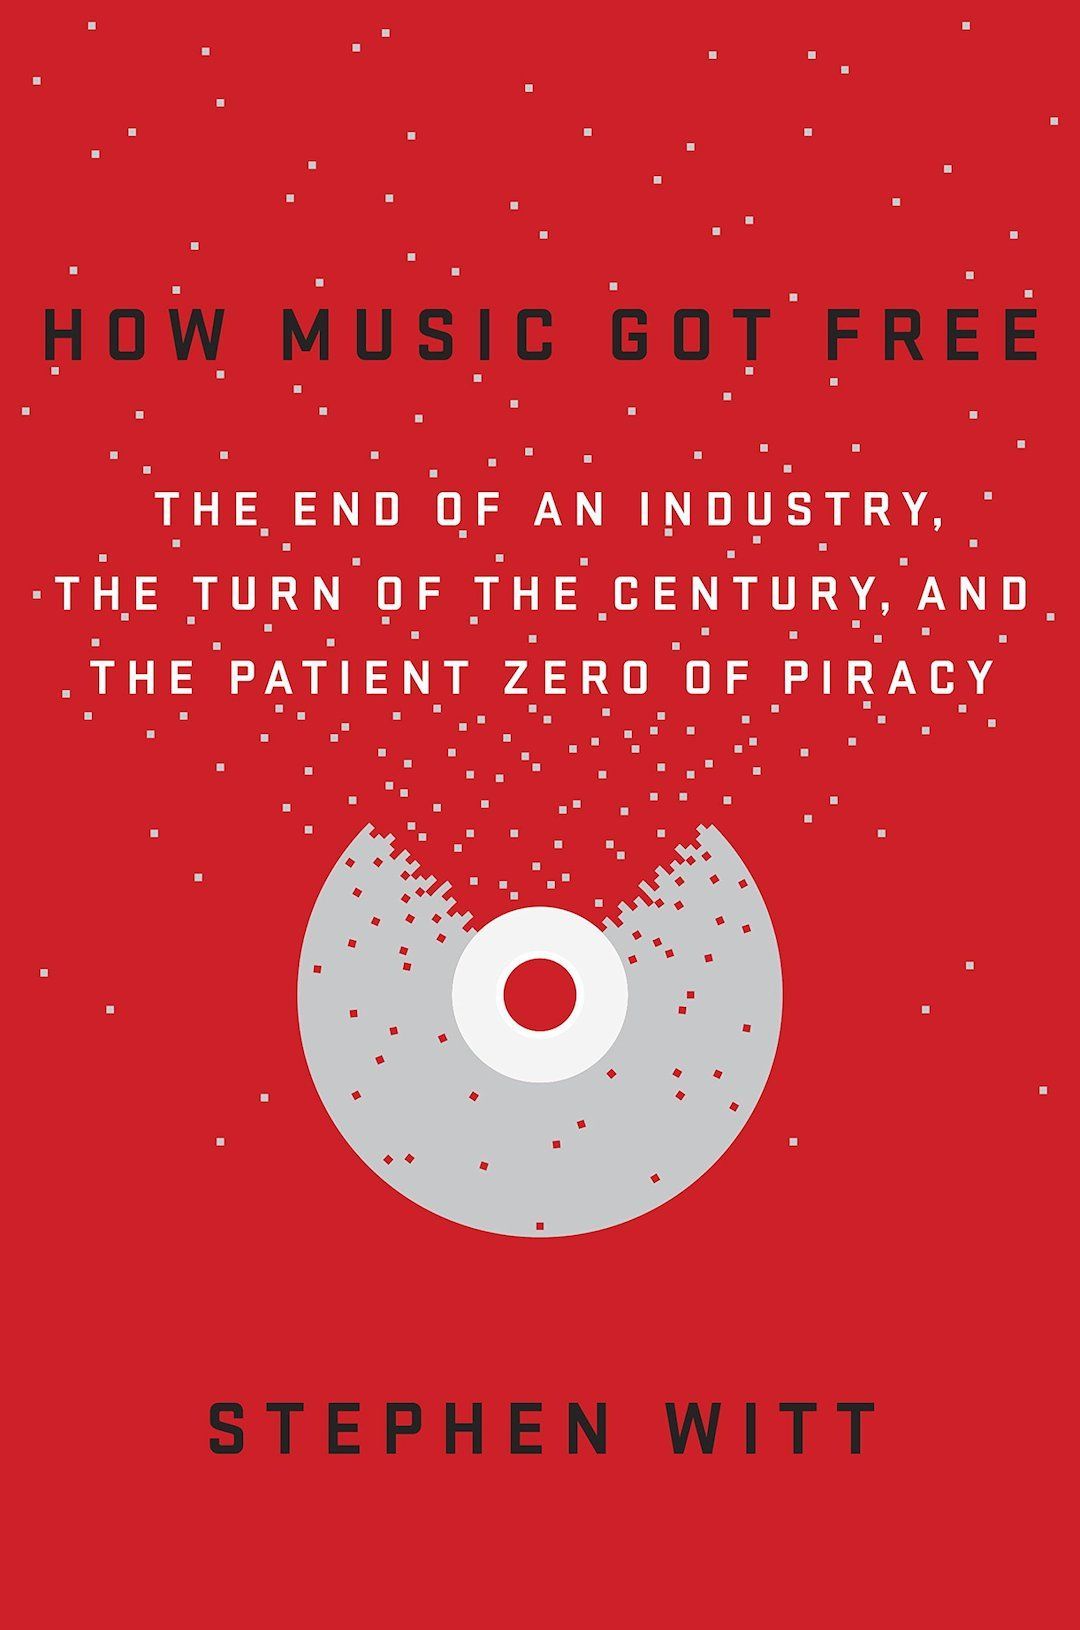 HOW MUSIC GOT FREE
THE END OF AN INDUSTRY,
THE TURN OF THE CENTURY, AND
THE PATIENT ZERO OF PIRACY
STEPHEN WITT